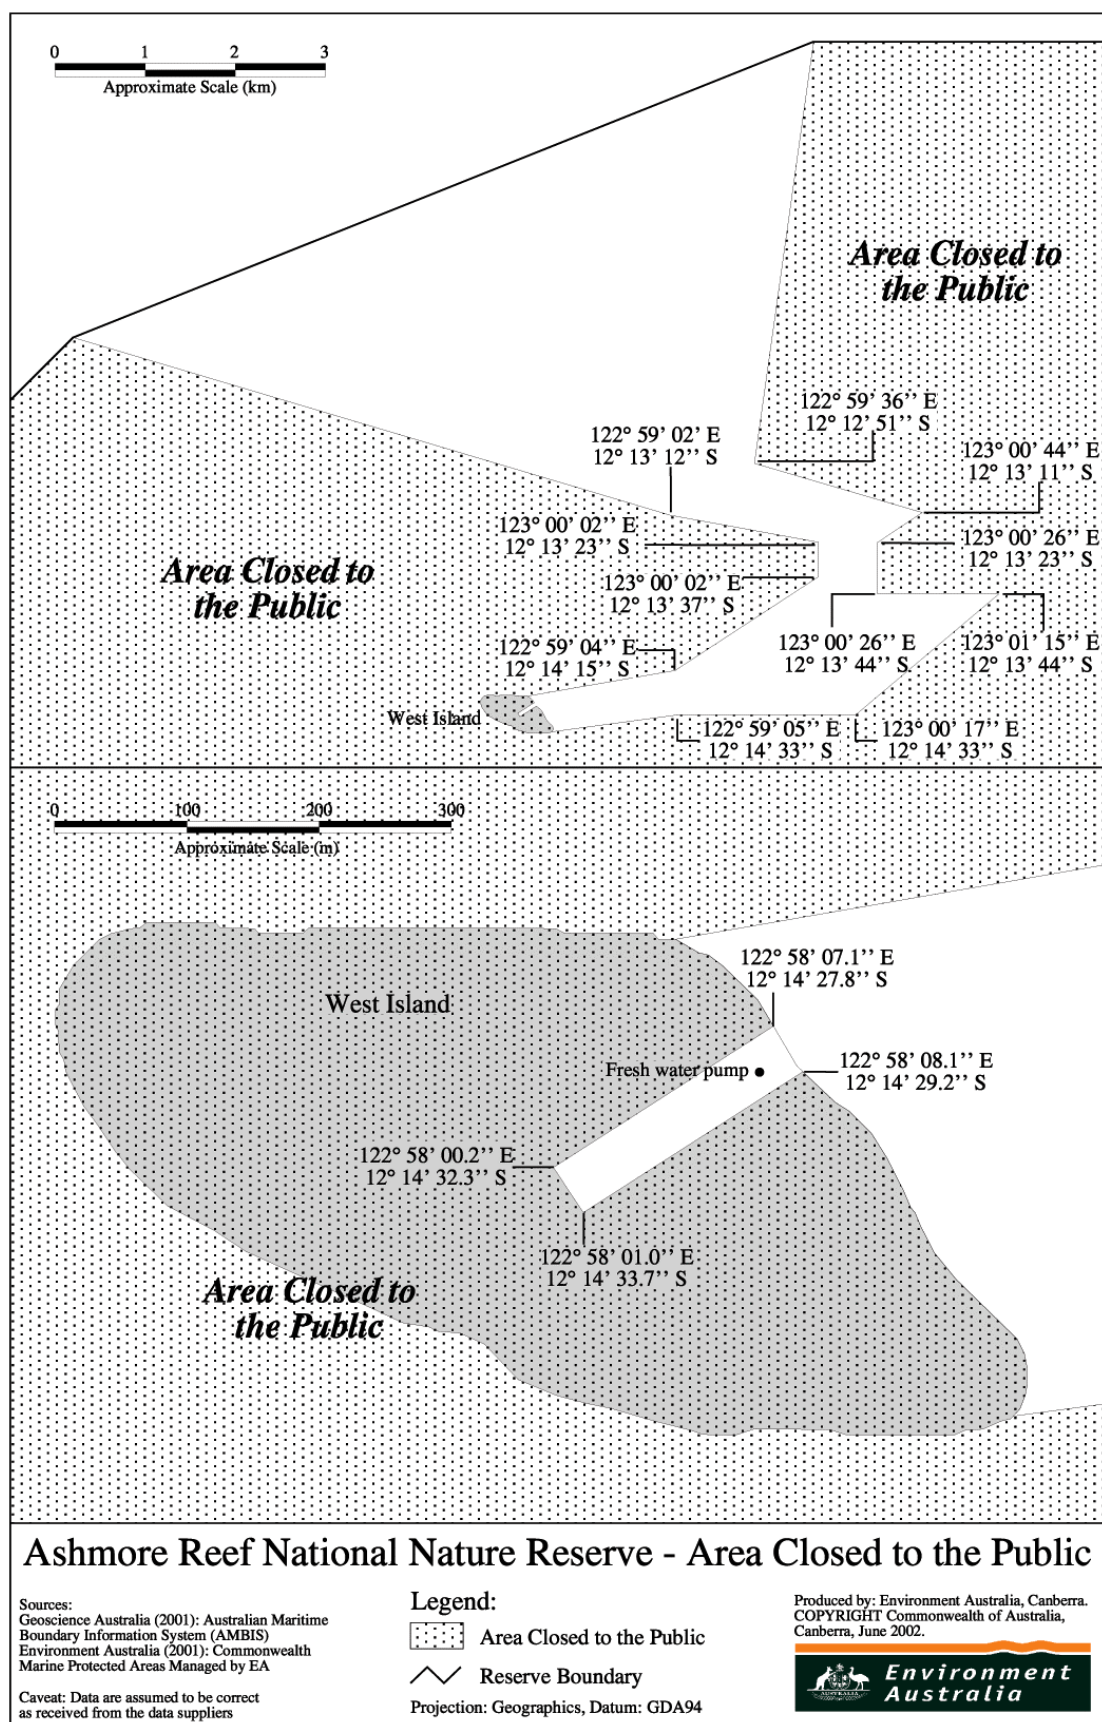 0 1 2 3
Approximate Scale (km)
Area Closed to
the Public
122° 59’ 36’’ E
12° 12’ 51’’ S
122° 59’ 02’ E
12° 13’ 12’’ S
123° 00’ 44’’ E
12° 13’ 11’’ S
123° 00’ 02’’ E
12° 13’ 23’’ S
123° 00’ 26’’ E
12° 13’ 23’’ S
Area Closed to
the Public
123° 00’ 02’’ E
12° 13’ 37’’ S
122° 59’ 04’’ E
12° 14’ 15’’ S
123° 00’ 26’’ E
12° 13’ 44’’ S
123° 01’ 15’’ E
12° 13’ 44’’ S
West Island
122° 59’ 05’’ E
12° 14’ 33’’ S
123° 00’ 17’’ E
12° 14’ 33’’ S
0 100 200 300
Approximate Scale (m)
122° 58’ 07.1’’ E
12° 14’ 27.8’’ S
West Island
Fresh water pump
122° 58’ 08.1’’ E
12° 14’ 29.2’’ S
122° 58’ 00.2’’ E
12° 14’ 32.3’’ S
122° 58’ 01.0’’ E
12° 14’ 33.7’’ S
Area Closed to
the Public
Ashmore Reef National Nature Reserve - Area Closed to the Public
Sources:
Geoscience Australia (2001): Australian Maritime
Boundary Information System (AMBIS)
Environment Australia (2001): Commonwealth
Marine Protected Areas Managed by EA
Caveat: Data are assumed to be correct
as received from the data suppliers
Legend:
Area Closed to the Public
Reserve Boundary
Projection: Geographics, Datum: GDA94
Produced by: Environment Australia, Canberra.
COPYRIGHT Commonwealth of Australia,
Canberra, June 2002.
AUSTRALIA
Environment
Australia